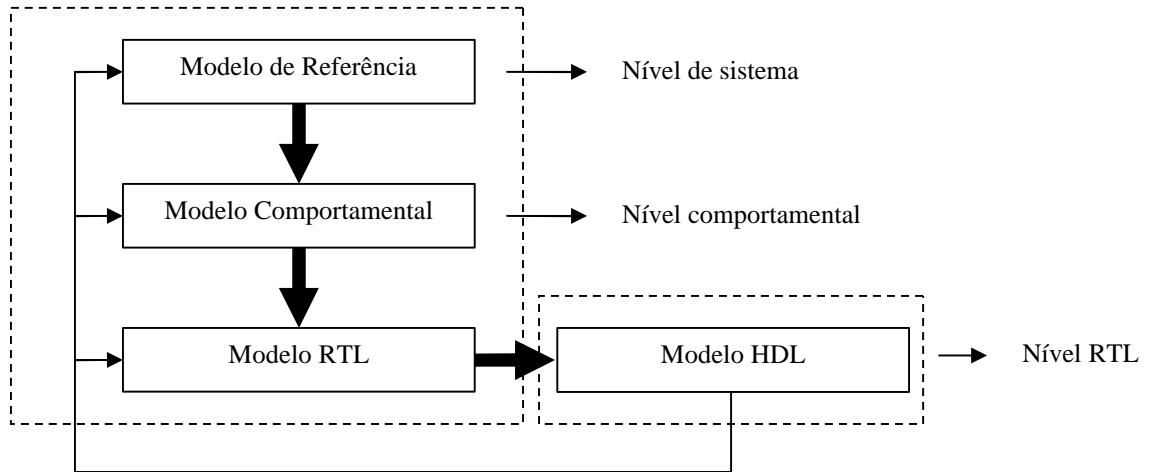 Modelo de Referência
Nível de sistema
Modelo Comportamental
Nível comportamental
Modelo RTL
Modelo HDL
Nível RTL